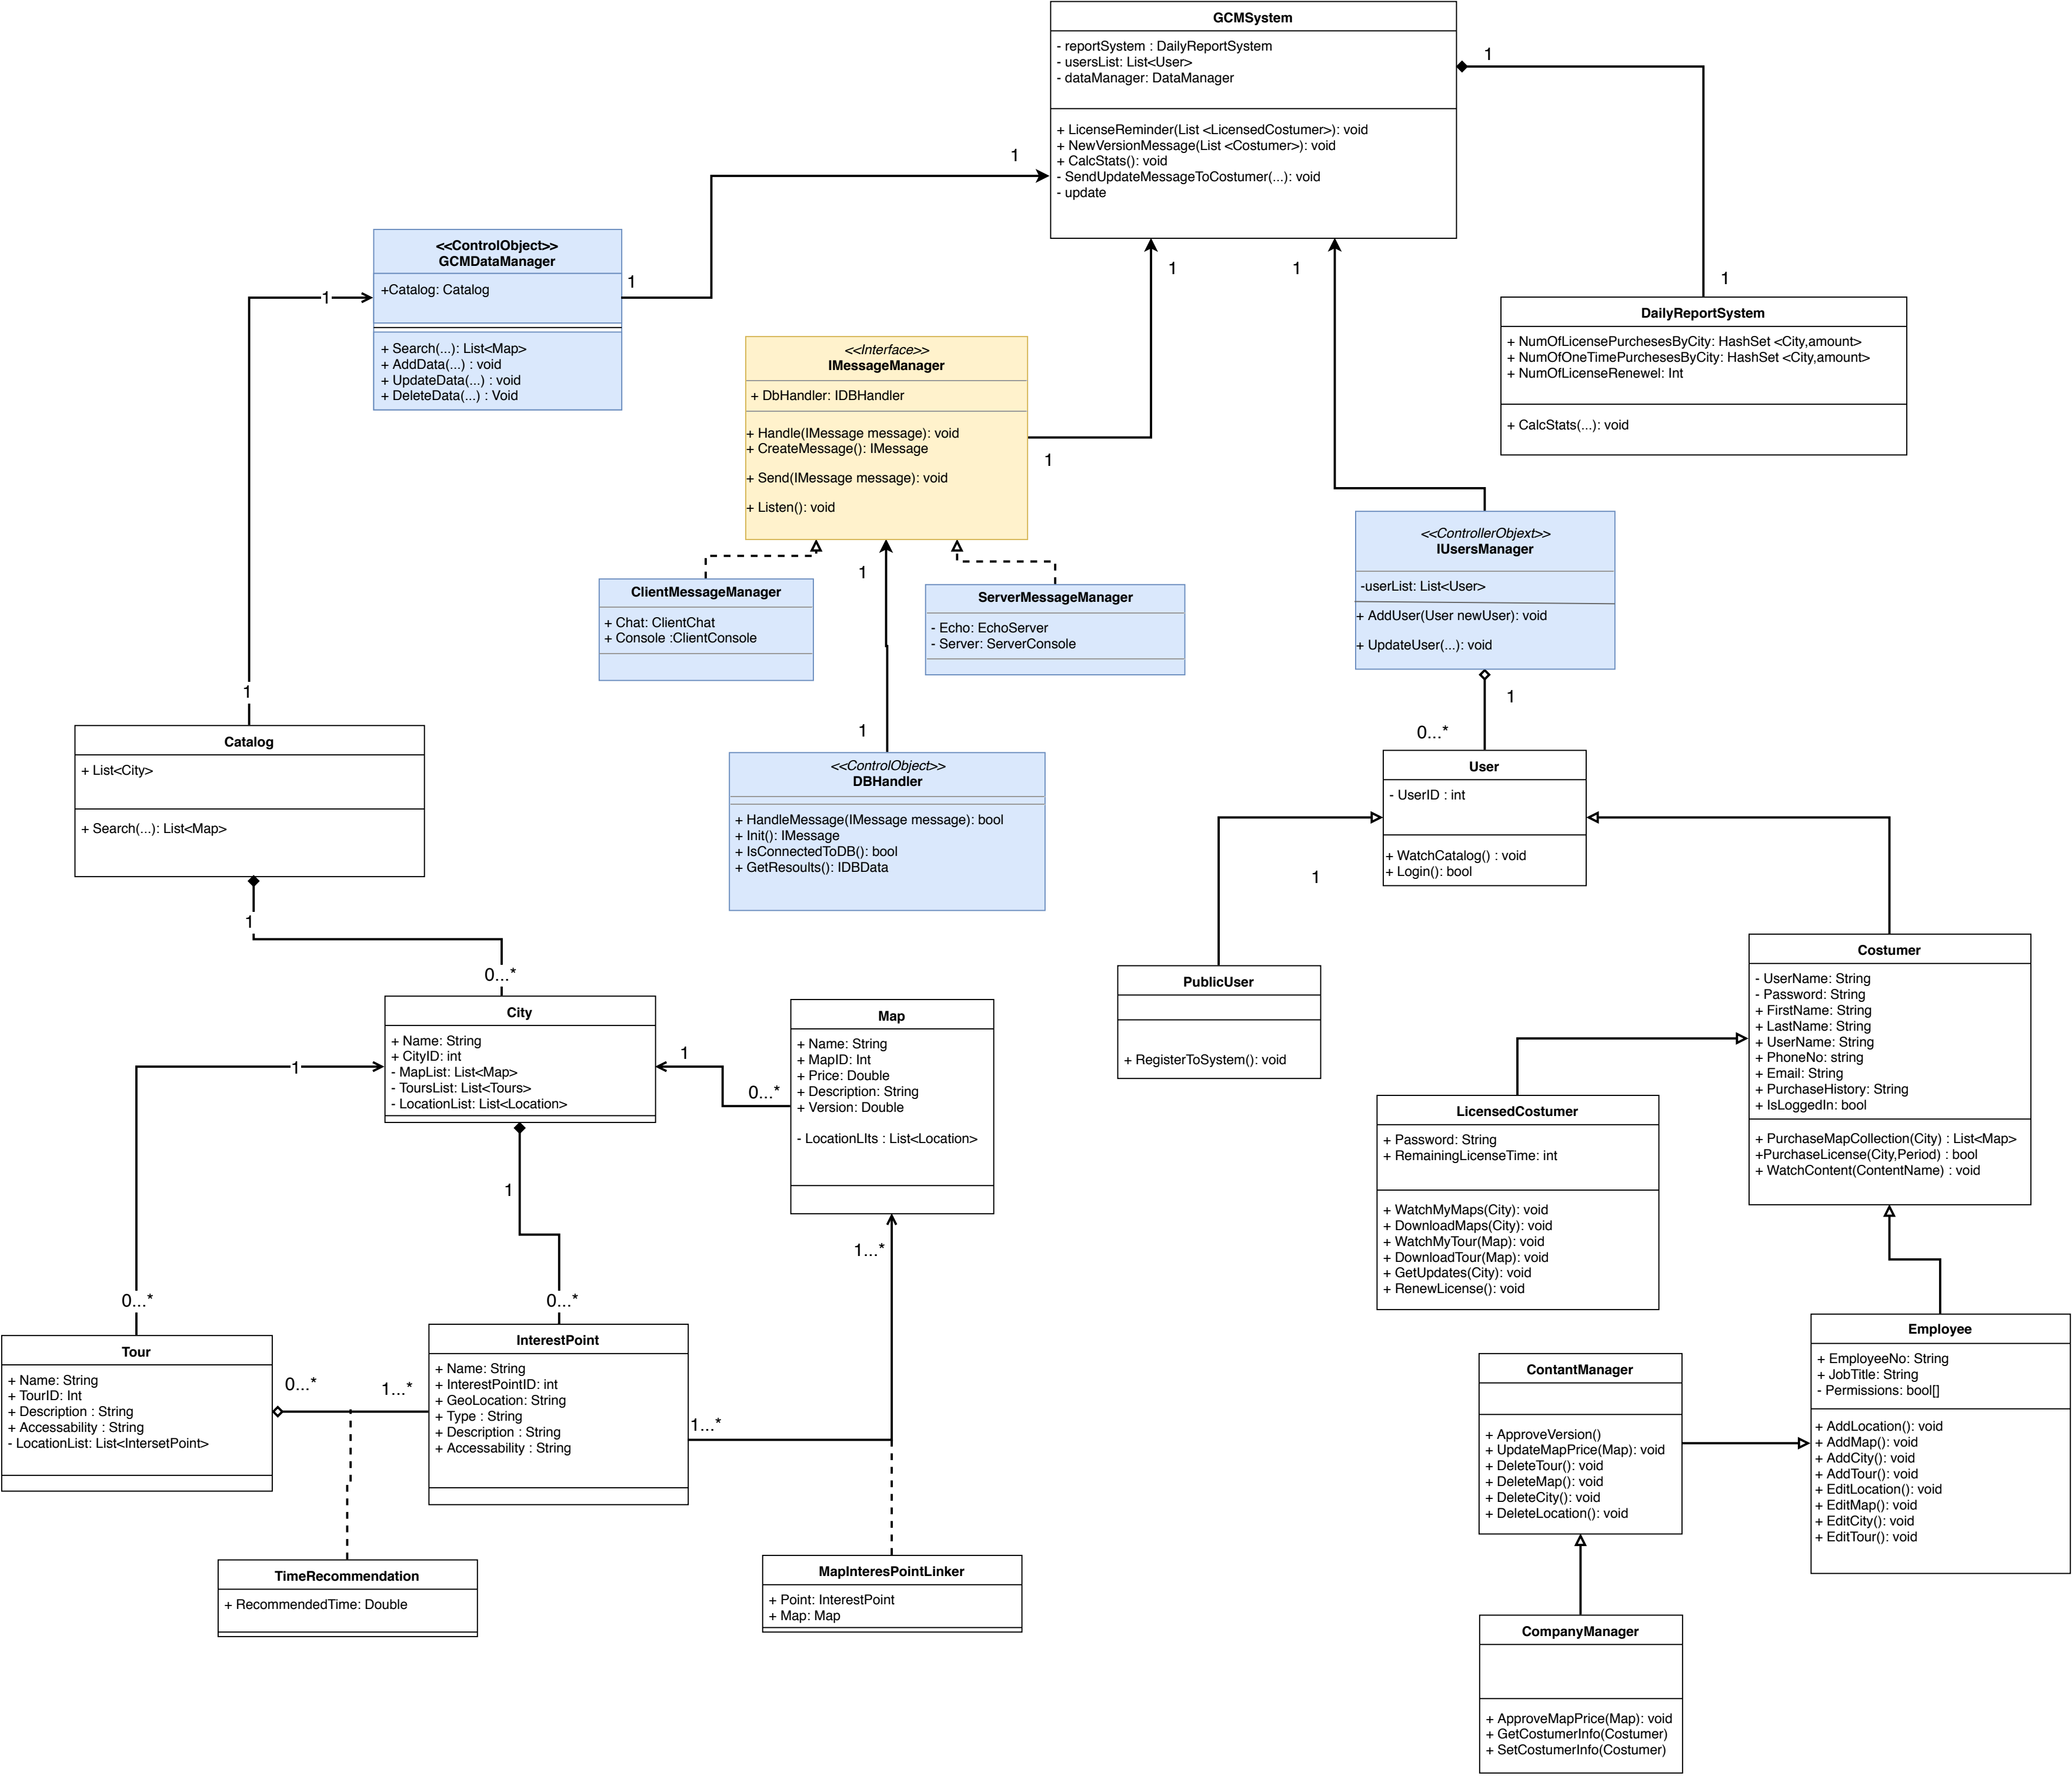 GCMSystem
- reportSystem : DailyReportSystem
- usersList: List<User>
- dataManager: DataManager
+ LicenseReminder(List <LicensedCostumer>): void
+ NewVersionMessage(List <Costumer>): void
+ CalcStats(): void
- SendUpdateMessageToCostumer(...): void
- update
1
1
1
1
1
<<ControlObject>>
GCMDataManager
+Catalog: Catalog
+ Search(...): List<Map>
+ AddData(...) : void
+ UpdateData(...) : void
+ DeleteData(...) : Void
1
1
DailyReportSystem
+ NumOfLicensePurchesesByCity: HashSet <City,amount>
+ NumOfOneTimePurchesesByCity: HashSet <City,amount>
+ NumOfLicenseRenewel: Int
+ CalcStats(...): void
<<Interface>>
IMessageManager
+ DbHandler: IDBHandler
+ Handle(IMessage message): void
+ CreateMessage(): IMessage
+ Send(IMessage message): void
+ Listen(): void
1
<<ControllerObjext>>
IUsersManager
-userList: List<User>
+ AddUser(User newUser): void
+ UpdateUser(...): void
ClientMessageManager
+ Chat: ClientChat
+ Console :ClientConsole
1
ServerMessageManager
- Echo: EchoServer
- Server: ServerConsole
1
1
1
0...*
Catalog
+ List<City>
+ Search(...): List<Map>
<<ControlObject>>
DBHandler
+ HandleMessage(IMessage message): bool
+ Init(): IMessage
+ IsConnectedToDB(): bool
+ GetResoults(): IDBData
User
- UserID : int
+ WatchCatalog() : void
+ Login(): bool
1
1
0...*
PublicUser
+ RegisterToSystem(): void
Costumer
- UserName: String
- Password: String
+ FirstName: String
+ LastName: String
+ UserName: String
+ PhoneNo: string
+ Email: String
+ PurchaseHistory: String
+ IsLoggedIn: bool
+ PurchaseMapCollection(City) : List<Map>
+PurchaseLicense(City,Period) : bool
+ WatchContent(ContentName) : void
City
+ Name: String
+ CityID: int
- MapList: List<Map>
- ToursList: List<Tours>
- LocationList: List<Location>
1
1
0...*
Map
+ Name: String
+ MapID: Int
+ Price: Double
+ Description: String
+ Version: Double
- LocationLIts : List<Location>
LicensedCostumer
+ Password: String
+ RemainingLicenseTime: int
+ WatchMyMaps(City): void
+ DownloadMaps(City): void
+ WatchMyTour(Map): void
+ DownloadTour(Map): void
+ GetUpdates(City): void
+ RenewLicense(): void
1
1...*
0...*
0...*
Tour
+ Name: String
+ TourID: Int
+ Description : String
+ Accessability : String
- LocationList: List<IntersetPoint>
0...*
1...*
InterestPoint
+ Name: String
+ InterestPointID: int
+ GeoLocation: String
+ Type : String
+ Description : String
+ Accessability : String
1...*
ContantManager
+ ApproveVersion()
+ UpdateMapPrice(Map): void
+ DeleteTour(): void
+ DeleteMap(): void
+ DeleteCity(): void
+ DeleteLocation(): void
Employee
+ EmployeeNo: String
+ JobTitle: String
- Permissions: bool[]
+ AddLocation(): void
+ AddMap(): void
+ AddCity(): void
+ AddTour(): void
+ EditLocation(): void
+ EditMap(): void
+ EditCity(): void
+ EditTour(): void
TimeRecommendation
+ RecommendedTime: Double
MapInteresPointLinker
+ Point: InterestPoint
+ Map: Map
CompanyManager
+ ApproveMapPrice(Map): void
+ GetCostumerInfo(Costumer)
+ SetCostumerInfo(Costumer)